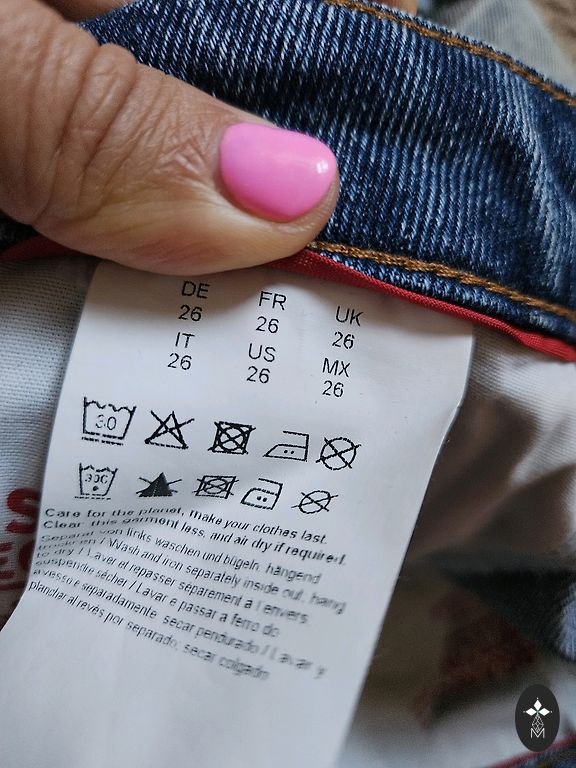 DE FR UK
26 26 26
IT US MX
26 26 26
30
30C
Care for the planet, make your clothes last.
Clean this garment less, and air dry if required.
Separat von links waschen und bügeln, hängend
trocknen / Wash and iron separately inside out, hang
to dry / Laver et repasser séparement à l'envers,
suspendre sécher / Lavar e passar a ferro do
avesso e separadamente, secar pendurado / Lavar y
planchar al revés por separado, secar colgado
M